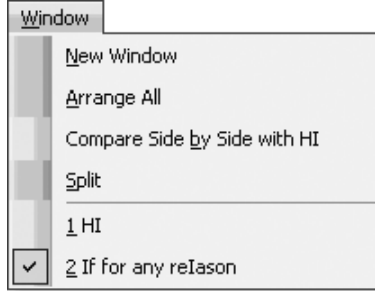 Window
New Window
Arrange All
Compare Side by Side with HI
Split
1 HI
2 If for any reIason